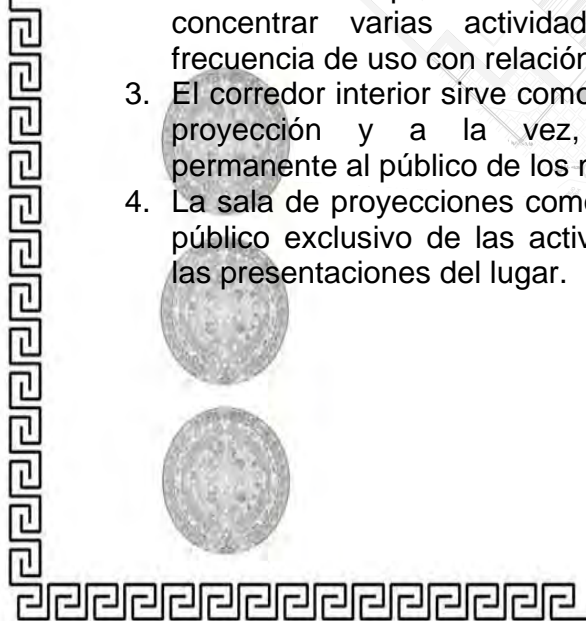 concentrar varias actividad
frecuencia de uso con relación
3. El corredor interior sirve como
proyección y a la vez,
permanente al público de los
4. La sala de proyecciones como
público exclusivo de las activ
las presentaciones del lugar.